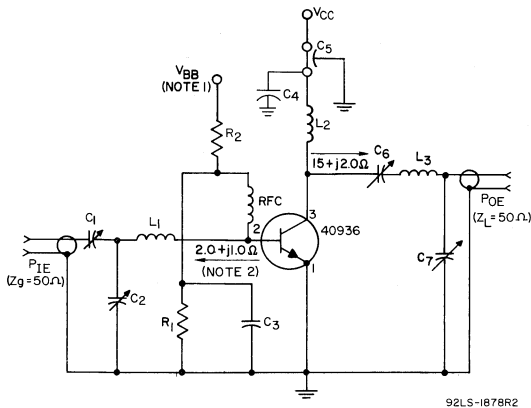 VCC
C5
VBB
(NOTE 1)
C4
R2
L2
15+j2.0Ω
C6
L3
RFC
POE
(ZL=50Ω)
3
C1
L1
2
40936
2.0+j1.0Ω
(NOTE 2)
PIE
(Zg=50Ω)
C7
C2
1
R1
C3
92LS-1878R2